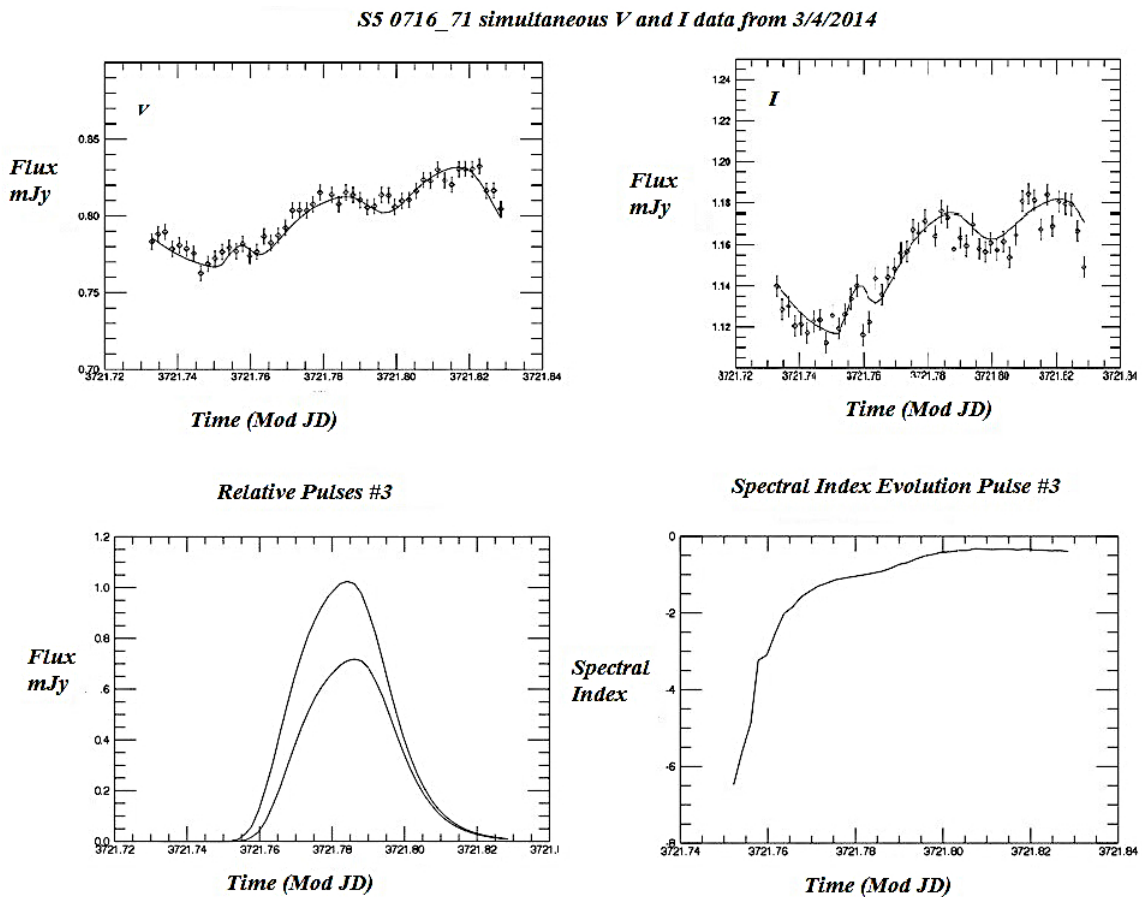 S5 0716_71 simultaneous V and I data from 3/4/2014
V
Flux
mJy
0.85
0.80
0.75
0.70
3721.72 3721.74 3721.76 3721.78 3721.80 3721.82 3721.84
Time (Mod JD)
I
Flux
mJy
1.24
1.22
1.20
1.18
1.16
1.14
1.12
3721.72 3721.74 3721.76 3721.78 3721.80 3721.82 3721.34
Time (Mod JD)
Relative Pulses #3
Flux
mJy
1.2
1.0
0.8
0.6
0.4
0.2
0.0
3721.72 3721.74 3721.76 3721.78 3721.80 3721.82 3721.8
Time (Mod JD)
Spectral Index Evolution Pulse #3
Spectral
Index
0
-2
-4
-6
-8
3721.74 3721.76 3721.78 3721.80 3721.82 3721.84
Time (Mod JD)